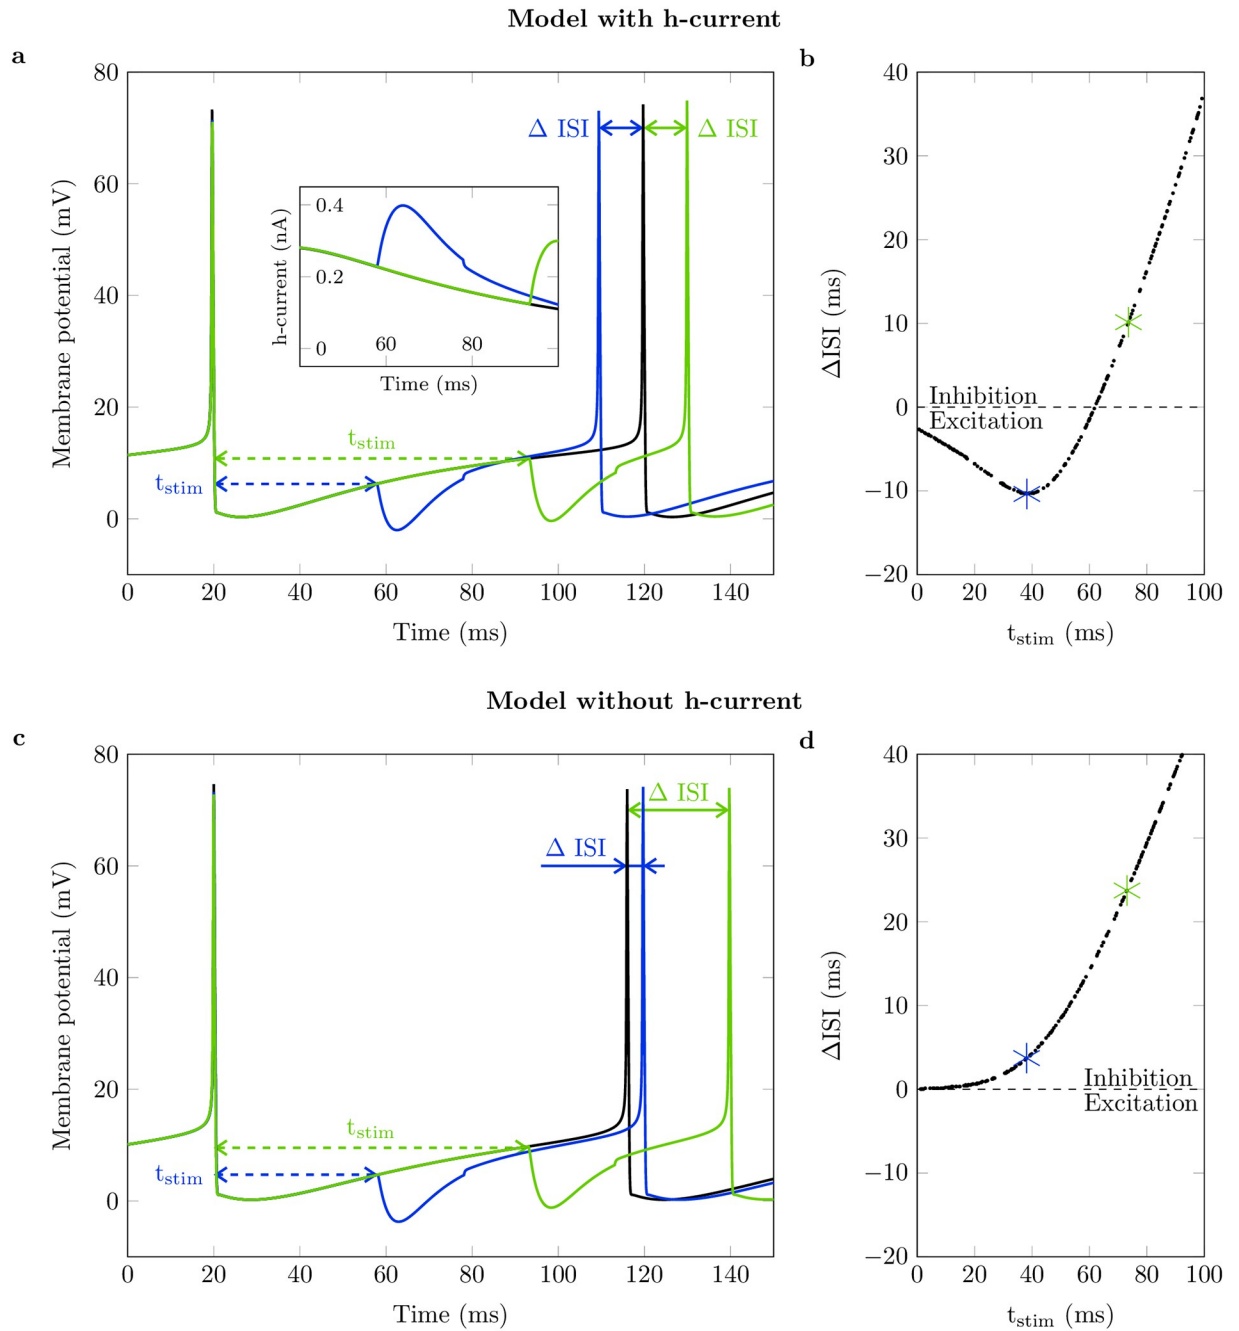 Model with h-current
a
b
80
60
40
20
0
Membrane potential (mV)
0
20
40
60
80
100
120
140
Time (ms)
Δ ISI
Δ ISI
t_stim
t_stim
h-current (nA)
0.4
0.2
0
60
80
Time (ms)
40
30
20
10
0
−10
−20
ΔISI (ms)
Inhibition
Excitation
0
20
40
60
80
100
t_stim (ms)
Model without h-current
c
d
80
60
40
20
0
Membrane potential (mV)
Δ ISI
Δ ISI
t_stim
t_stim
0
20
40
60
80
100
120
140
Time (ms)
40
30
20
10
0
−10
−20
ΔISI (ms)
Inhibition
Excitation
0
20
40
60
80
100
t_stim (ms)